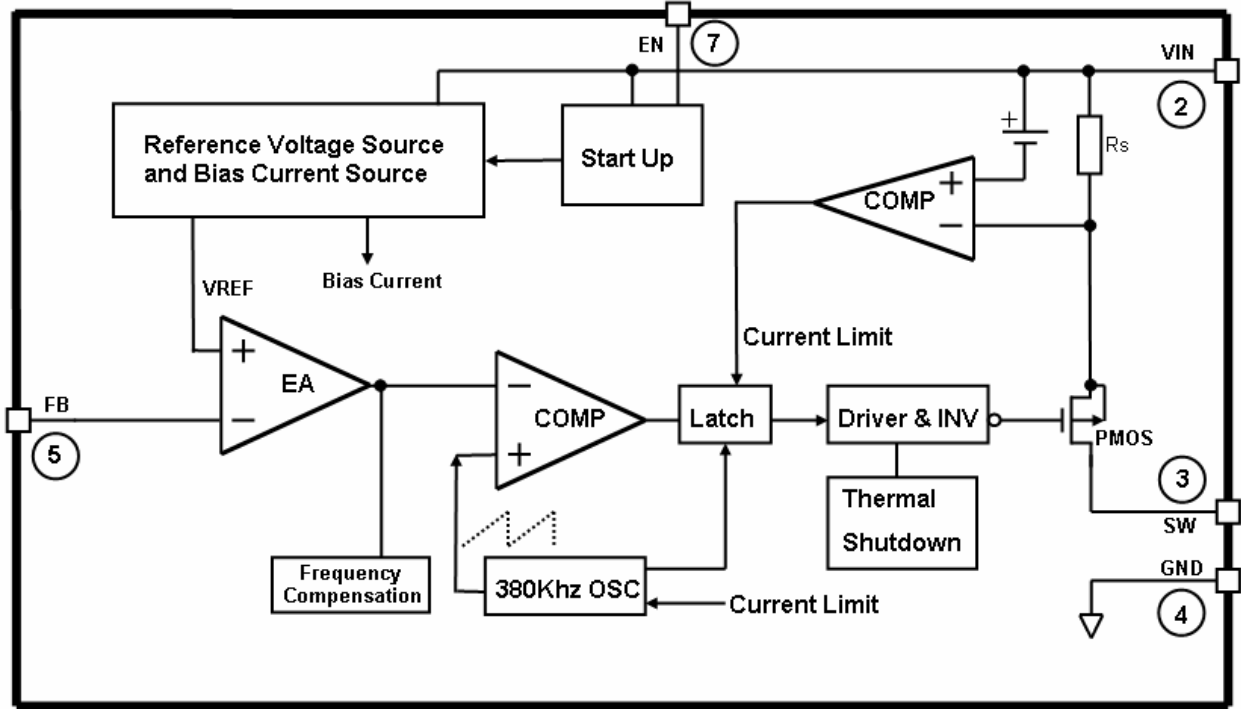 EN
7
VIN
2
Reference Voltage Source
and Bias Current Source
Start Up
+
Rs
+
COMP
−
Bias Current
VREF
Current Limit
+
EA
−
FB
5
−
COMP
+
Latch
Driver & INV
PMOS
3
SW
Thermal
Shutdown
Frequency
Compensation
380Khz OSC
Current Limit
GND
4